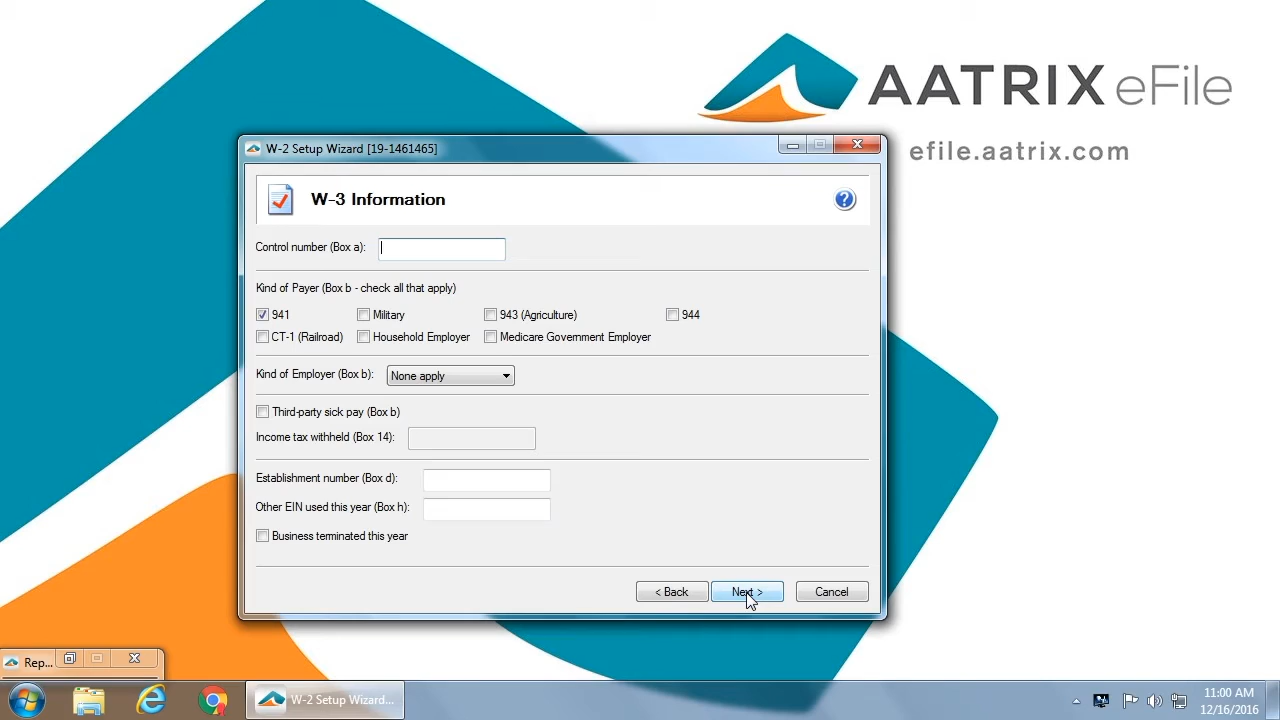 AATRIX eFile
efile.aatrix.com
W-2 Setup Wizard [19-1461465]
W-3 Information
?
Control number (Box a):
Kind of Payer (Box b - check all that apply)
941 Military 943 (Agriculture) 944
CT-1 (Railroad) Household Employer Medicare Government Employer
Kind of Employer (Box b): None apply
Third-party sick pay (Box b)
Income tax withheld (Box 14):
Establishment number (Box d):
Other EIN used this year (Box h):
Business terminated this year
< Back Next > Cancel
Rep...
W-2 Setup Wizard...
11:00 AM
12/16/2016